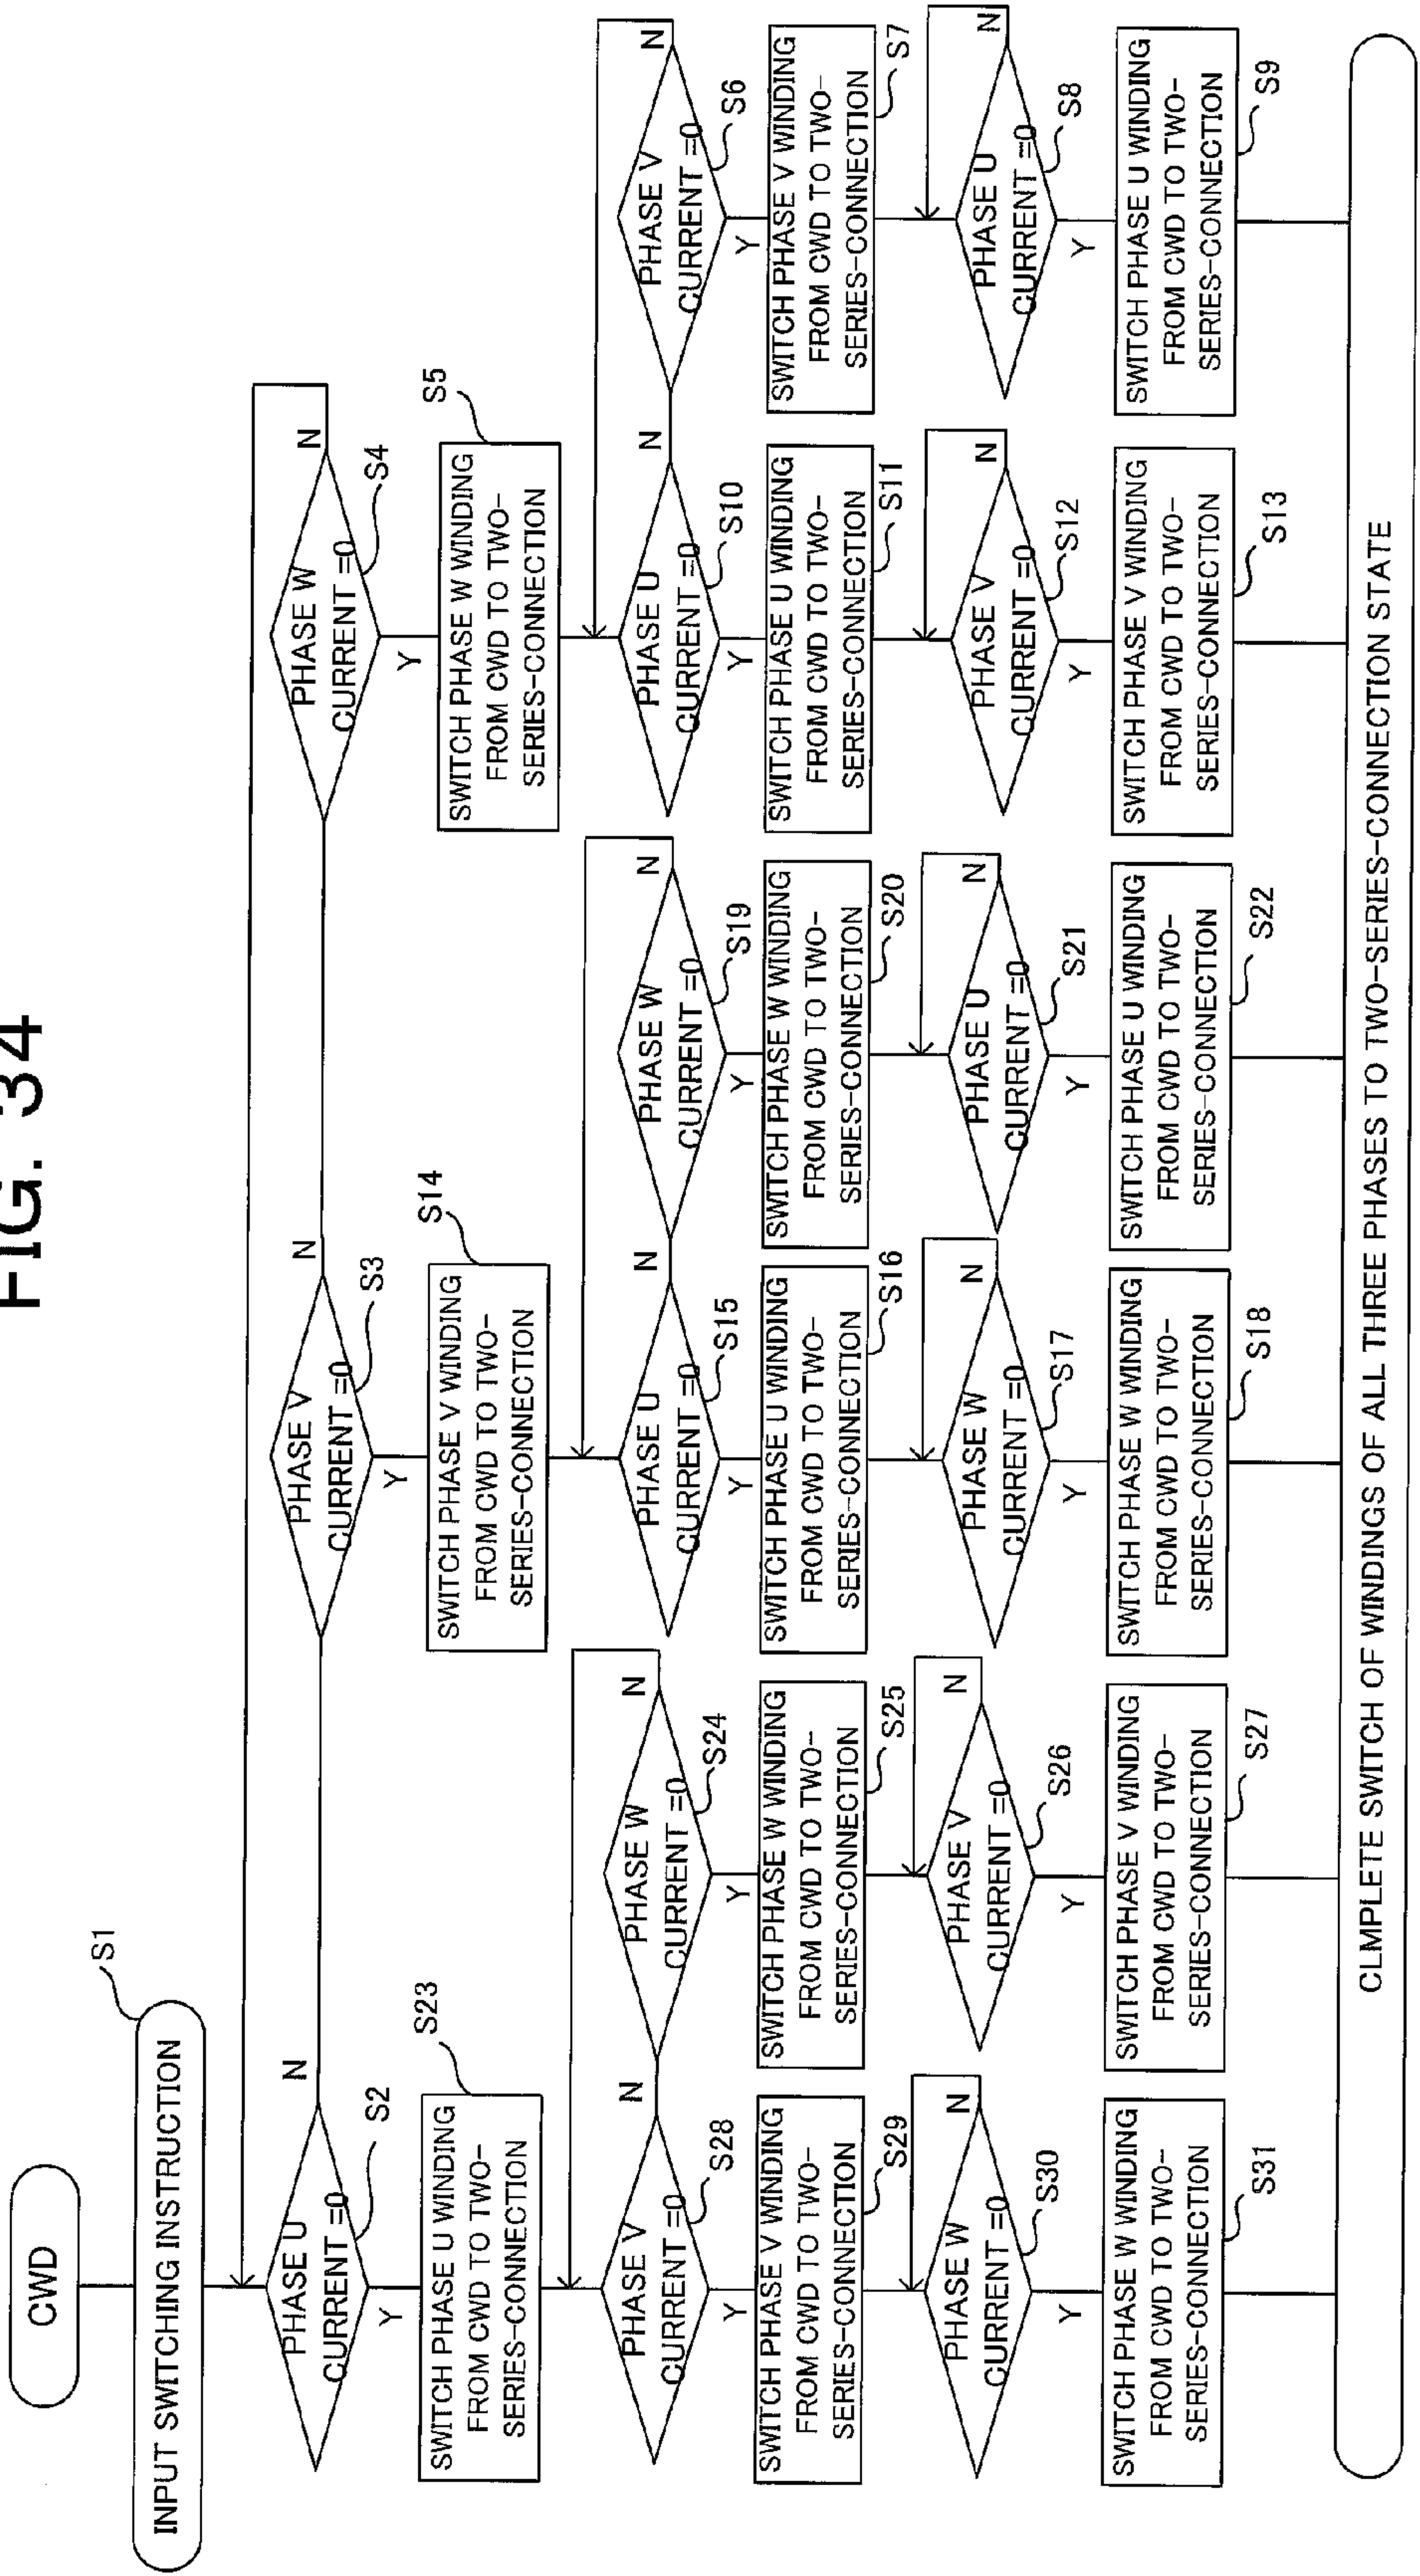 FIG. 34
CWD
INPUT SWITCHING INSTRUCTION
S1
PHASE U
CURRENT =0
S2
N
Y
PHASE V
CURRENT =0
S3
N
Y
PHASE W
CURRENT =0
S4
N
Y
SWITCH PHASE U WINDING
FROM CWD TO TWO-
SERIES-CONNECTION
S23
SWITCH PHASE V WINDING
FROM CWD TO TWO-
SERIES-CONNECTION
S14
SWITCH PHASE W WINDING
FROM CWD TO TWO-
SERIES-CONNECTION
S5
PHASE V
CURRENT =0
S28
N
Y
PHASE W
CURRENT =0
S24
N
Y
PHASE U
CURRENT =0
S15
N
Y
PHASE W
CURRENT =0
S19
N
Y
PHASE U
CURRENT =0
S10
N
Y
PHASE V
CURRENT =0
S6
N
Y
SWITCH PHASE V WINDING
FROM CWD TO TWO-
SERIES-CONNECTION
S29
SWITCH PHASE W WINDING
FROM CWD TO TWO-
SERIES-CONNECTION
S25
SWITCH PHASE U WINDING
FROM CWD TO TWO-
SERIES-CONNECTION
S16
SWITCH PHASE W WINDING
FROM CWD TO TWO-
SERIES-CONNECTION
S20
SWITCH PHASE U WINDING
FROM CWD TO TWO-
SERIES-CONNECTION
S11
SWITCH PHASE V WINDING
FROM CWD TO TWO-
SERIES-CONNECTION
S7
PHASE W
CURRENT =0
S30
N
Y
PHASE V
CURRENT =0
S26
N
Y
PHASE W
CURRENT =0
S17
N
Y
PHASE U
CURRENT =0
S21
N
Y
PHASE V
CURRENT =0
S12
N
Y
PHASE U
CURRENT =0
S8
N
Y
SWITCH PHASE W WINDING
FROM CWD TO TWO-
SERIES-CONNECTION
S31
SWITCH PHASE V WINDING
FROM CWD TO TWO-
SERIES-CONNECTION
S27
SWITCH PHASE W WINDING
FROM CWD TO TWO-
SERIES-CONNECTION
S18
SWITCH PHASE U WINDING
FROM CWD TO TWO-
SERIES-CONNECTION
S22
SWITCH PHASE V WINDING
FROM CWD TO TWO-
SERIES-CONNECTION
S13
SWITCH PHASE U WINDING
FROM CWD TO TWO-
SERIES-CONNECTION
S9
CLMPLETE SWITCH OF WINDINGS OF ALL THREE PHASES TO TWO-SERIES-CONNECTION STATE